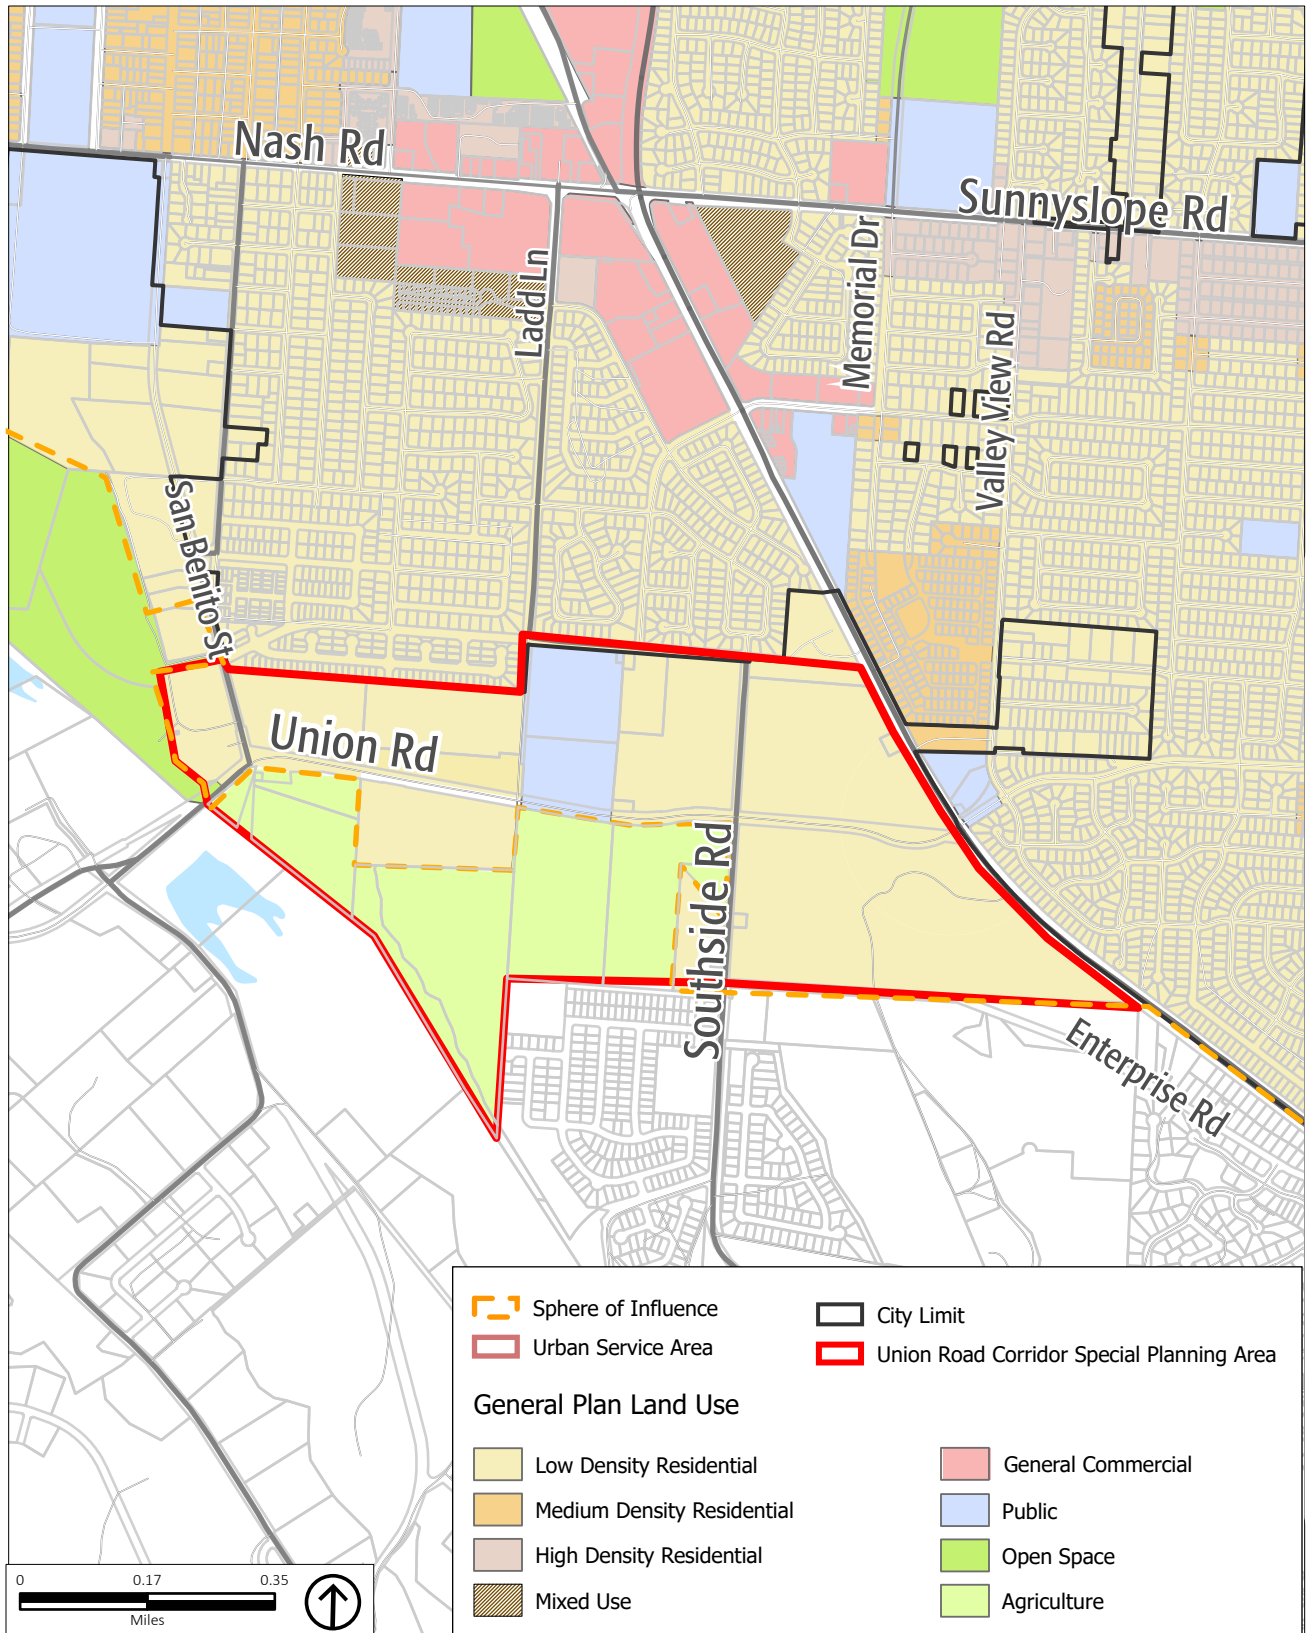 Nash Rd
Sunnyslope Rd
Ladd Ln
Memorial Dr
Valley View Rd
San Benito St
Union Rd
Southside Rd
Enterprise Rd
Sphere of Influence
City Limit
Urban Service Area
Union Road Corridor Special Planning Area
General Plan Land Use
Low Density Residential
General Commercial
Medium Density Residential
Public
High Density Residential
Open Space
Mixed Use
Agriculture
0 0.17 0.35
Miles